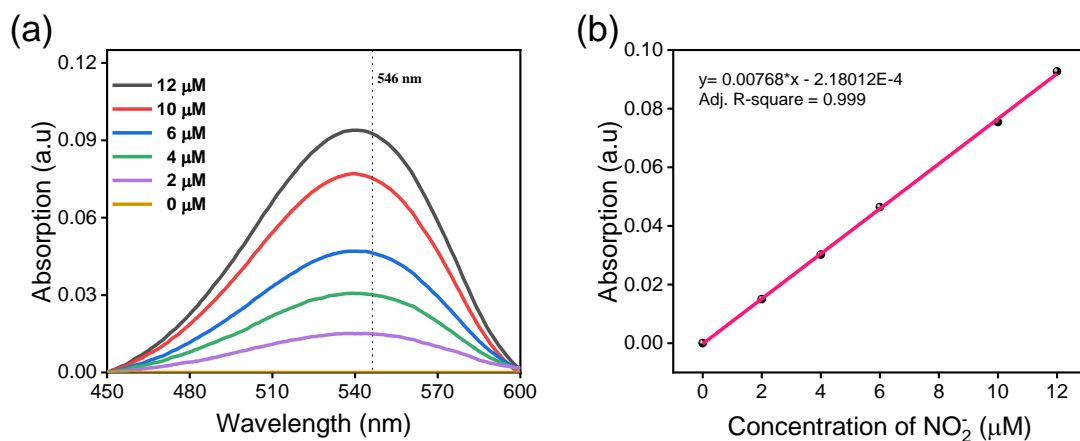 (a)
0.12
0.09
0.06
0.03
0.00
Absorption (a.u)
12 μM
10 μM
6 μM
4 μM
2 μM
0 μM
546 nm
450 480 510 540 570 600
Wavelength (nm)
(b)
0.10
0.08
0.06
0.04
0.02
0.00
Absorption (a.u)
y= 0.00768*x - 2.18012E-4
Adj. R-square = 0.999
0 2 4 6 8 10 12
Concentration of NO₂⁻ (μM)